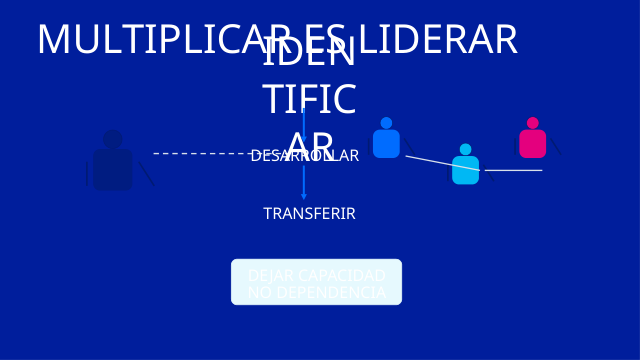 MULTIPLICAR ES LIDERAR
IDEN
TIFIC
AR
DESARROLLAR
TRANSFERIR
DEJAR CAPACIDAD
NO DEPENDENCIA